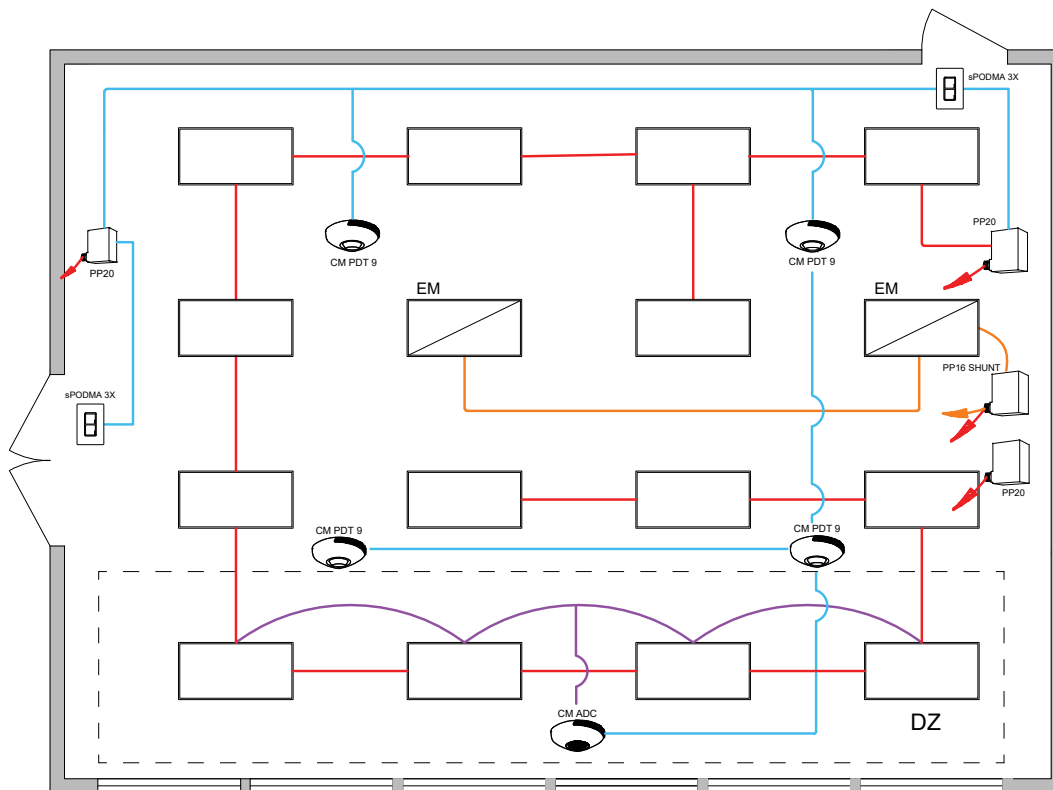 sPODMA 3X
PP20
CM PDT 9
CM PDT 9
PP20
EM
EM
PP16 SHUNT
sPODMA 3X
PP20
CM PDT 9
CM PDT 9
CM ADC
DZ